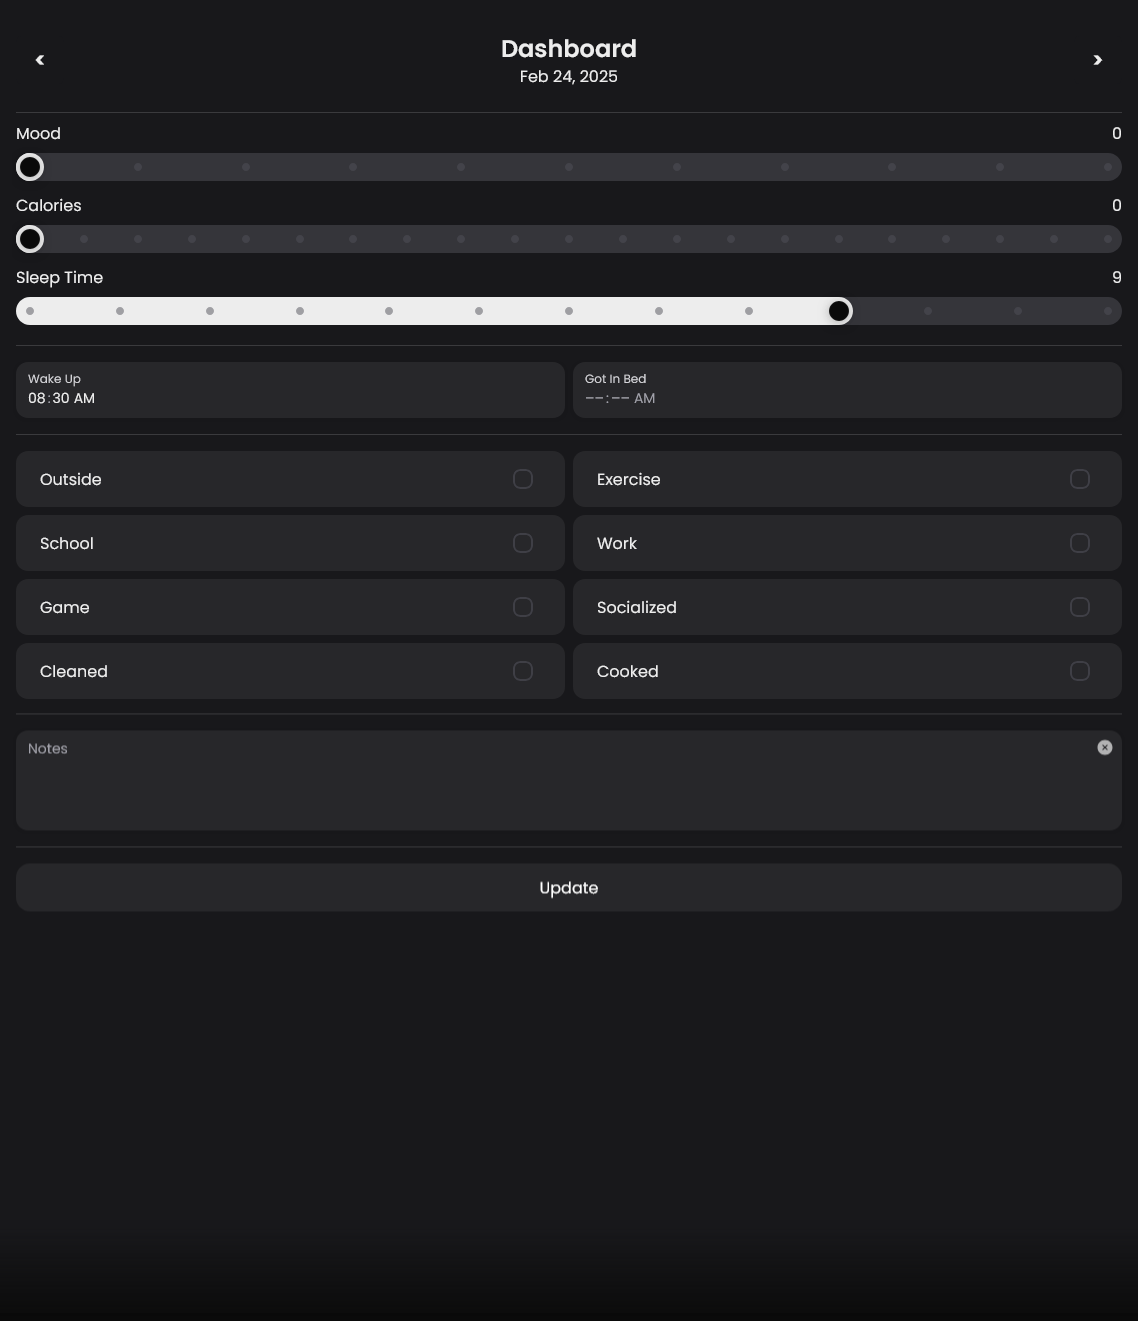 Dashboard
Feb 24, 2025
Mood 0
Calories 0
Sleep Time 9
Wake Up
08:30 AM
Got In Bed
--:-- AM
Outside
Exercise
School
Work
Game
Socialized
Cleaned
Cooked
Notes
Update